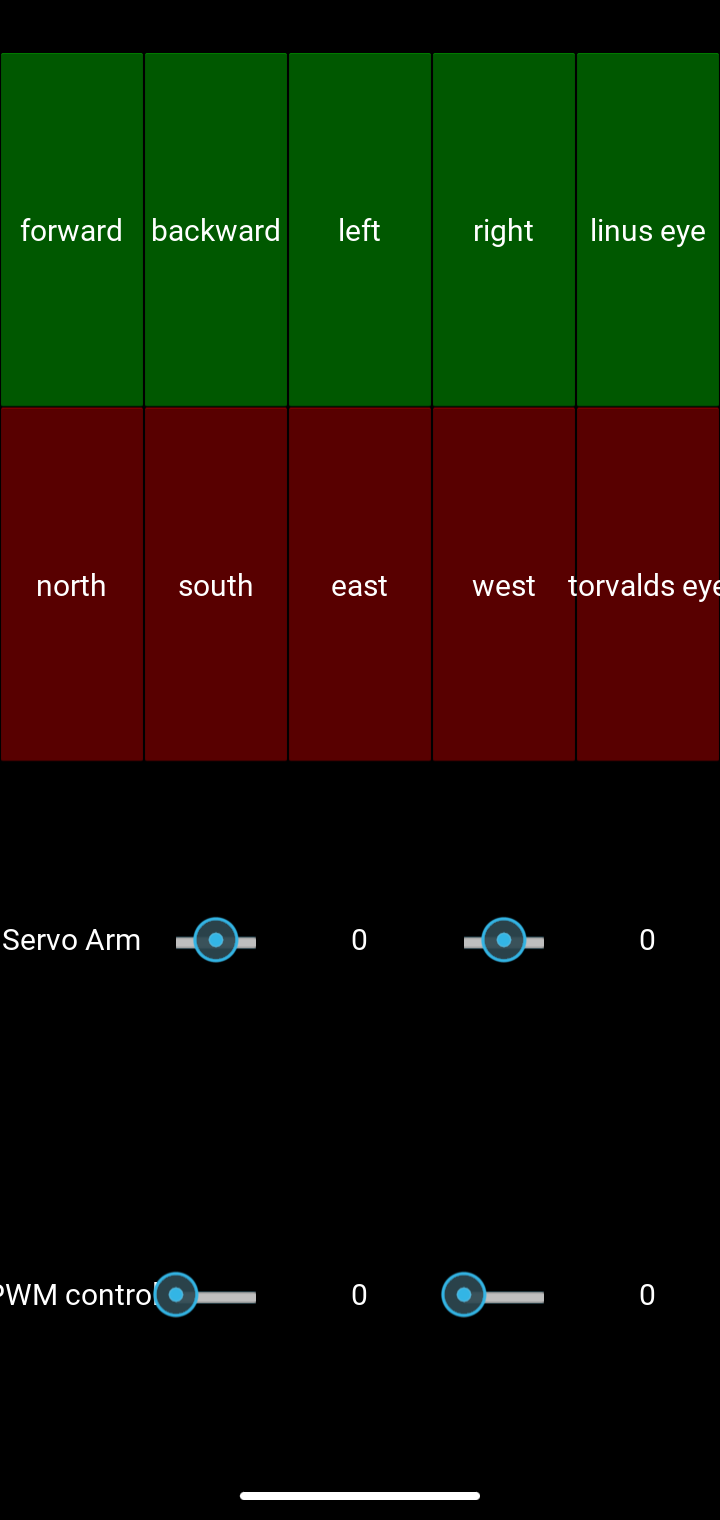 forward backward left right linus eye
north south east west torvalds eye
Servo Arm 0 0
PWM control 0 0